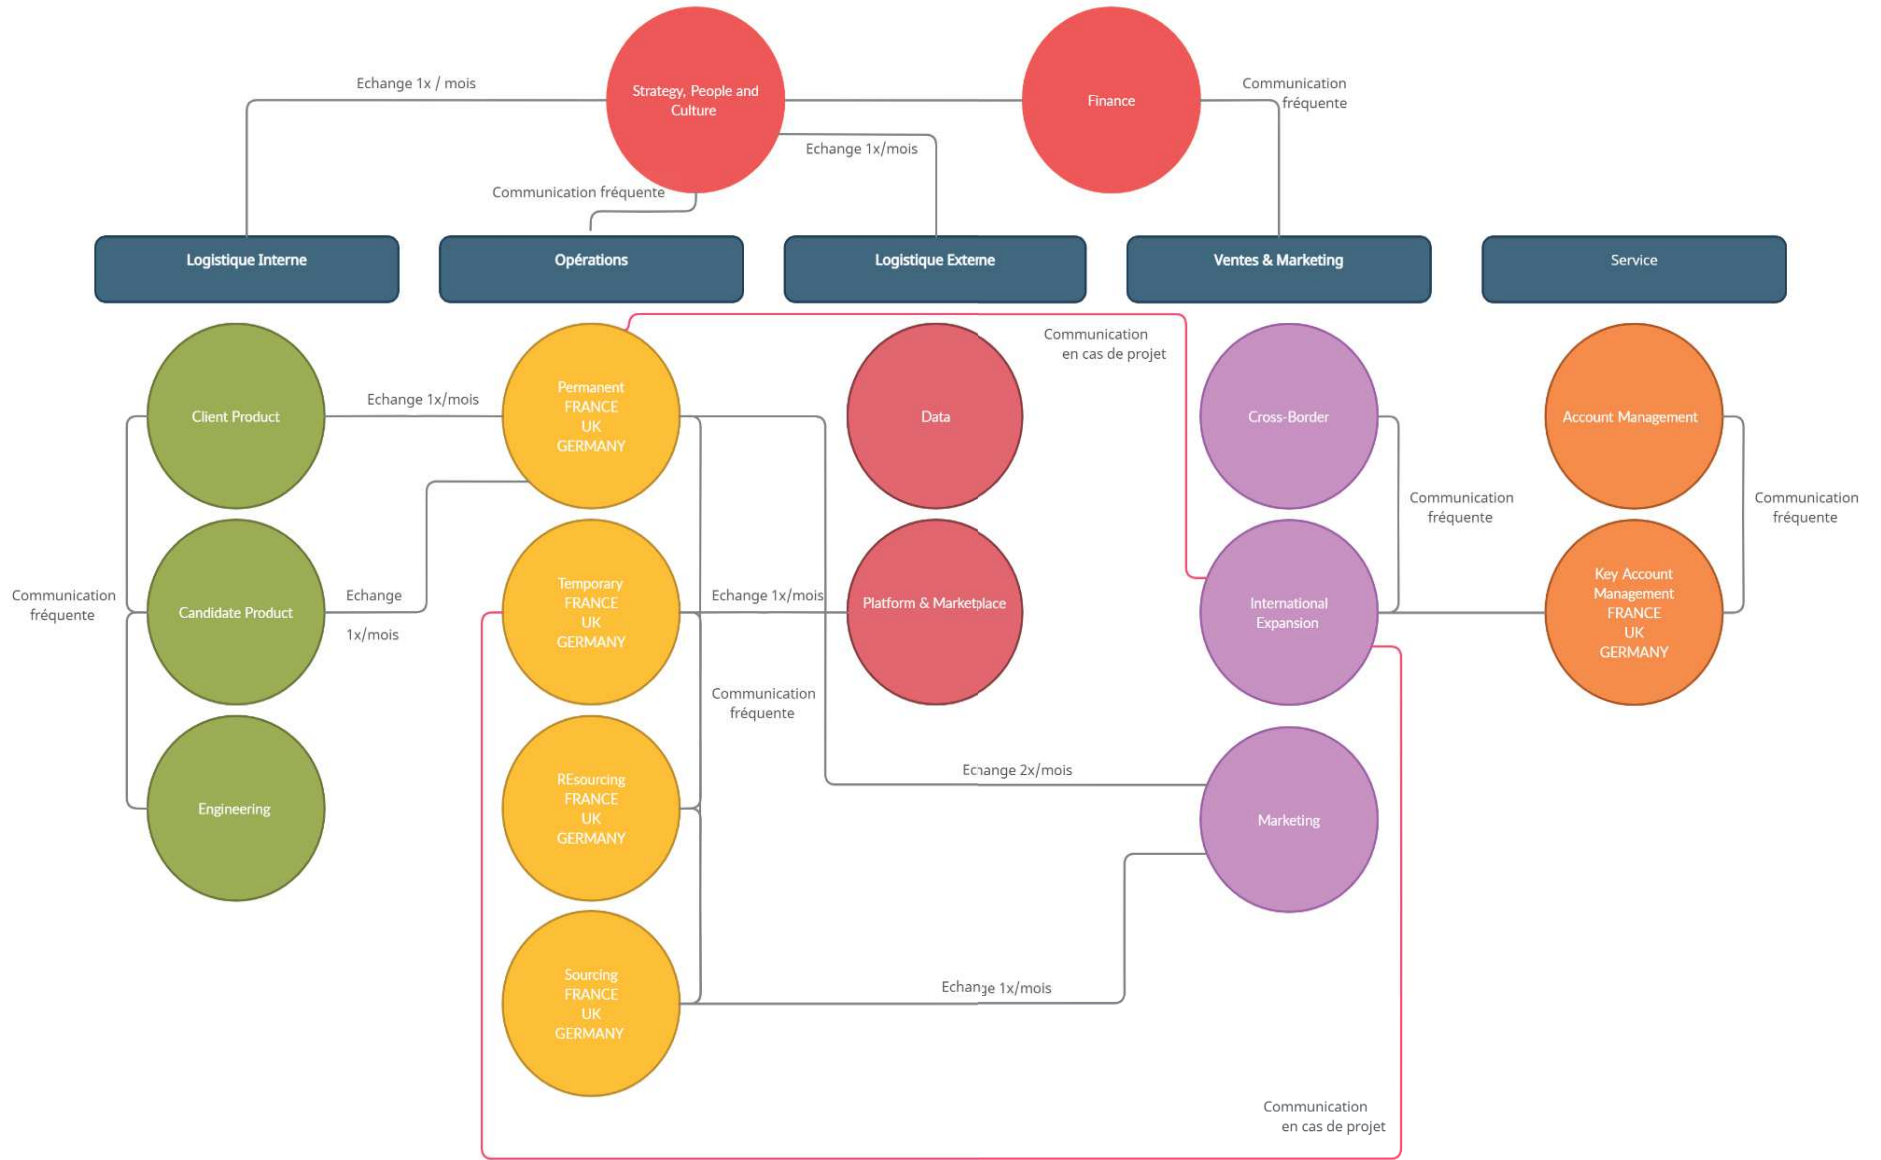 Echange 1x / mois
Strategy, People and
Culture
Finance
Communication
fréquente
Echange 1x/mois
Communication fréquente
Logistique Interne
Opérations
Logistique Externe
Ventes & Marketing
Service
Communication
en cas de projet
Client Product
Echange 1x/mois
Permanent
FRANCE
UK
GERMANY
Data
Cross-Border
Account Management
Communication
fréquente
Communication
fréquente
Communication
fréquente
Candidate Product
Echange
1x/mois
Temporary
FRANCE
UK
GERMANY
Echange 1x/mois
Platform & Marketplace
International
Expansion
Key Account
Management
FRANCE
UK
GERMANY
Communication
fréquente
Engineering
REsourcing
FRANCE
UK
GERMANY
Echange 2x/mois
Marketing
Sourcing
FRANCE
UK
GERMANY
Echange 1x/mois
Communication
en cas de projet